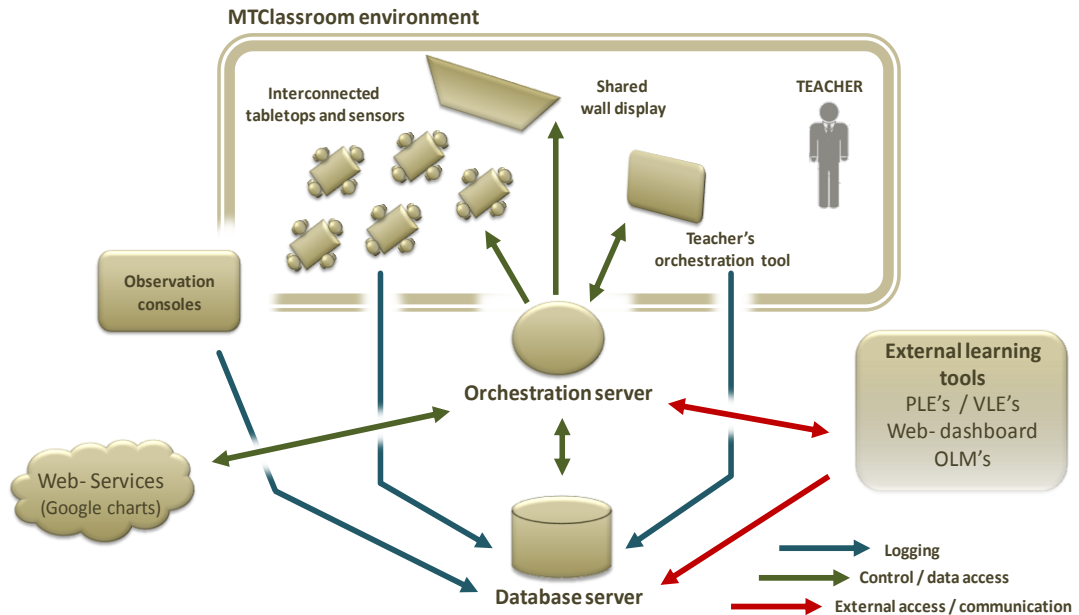 MTClassroom environment
Interconnected
tabletops and sensors
Shared
wall display
TEACHER
Teacher's
orchestration tool
Observation
consoles
Orchestration server
External learning
tools
PLE's / VLE's
Web- dashboard
OLM's
Web- Services
(Google charts)
Database server
Logging
Control / data access
External access / communication